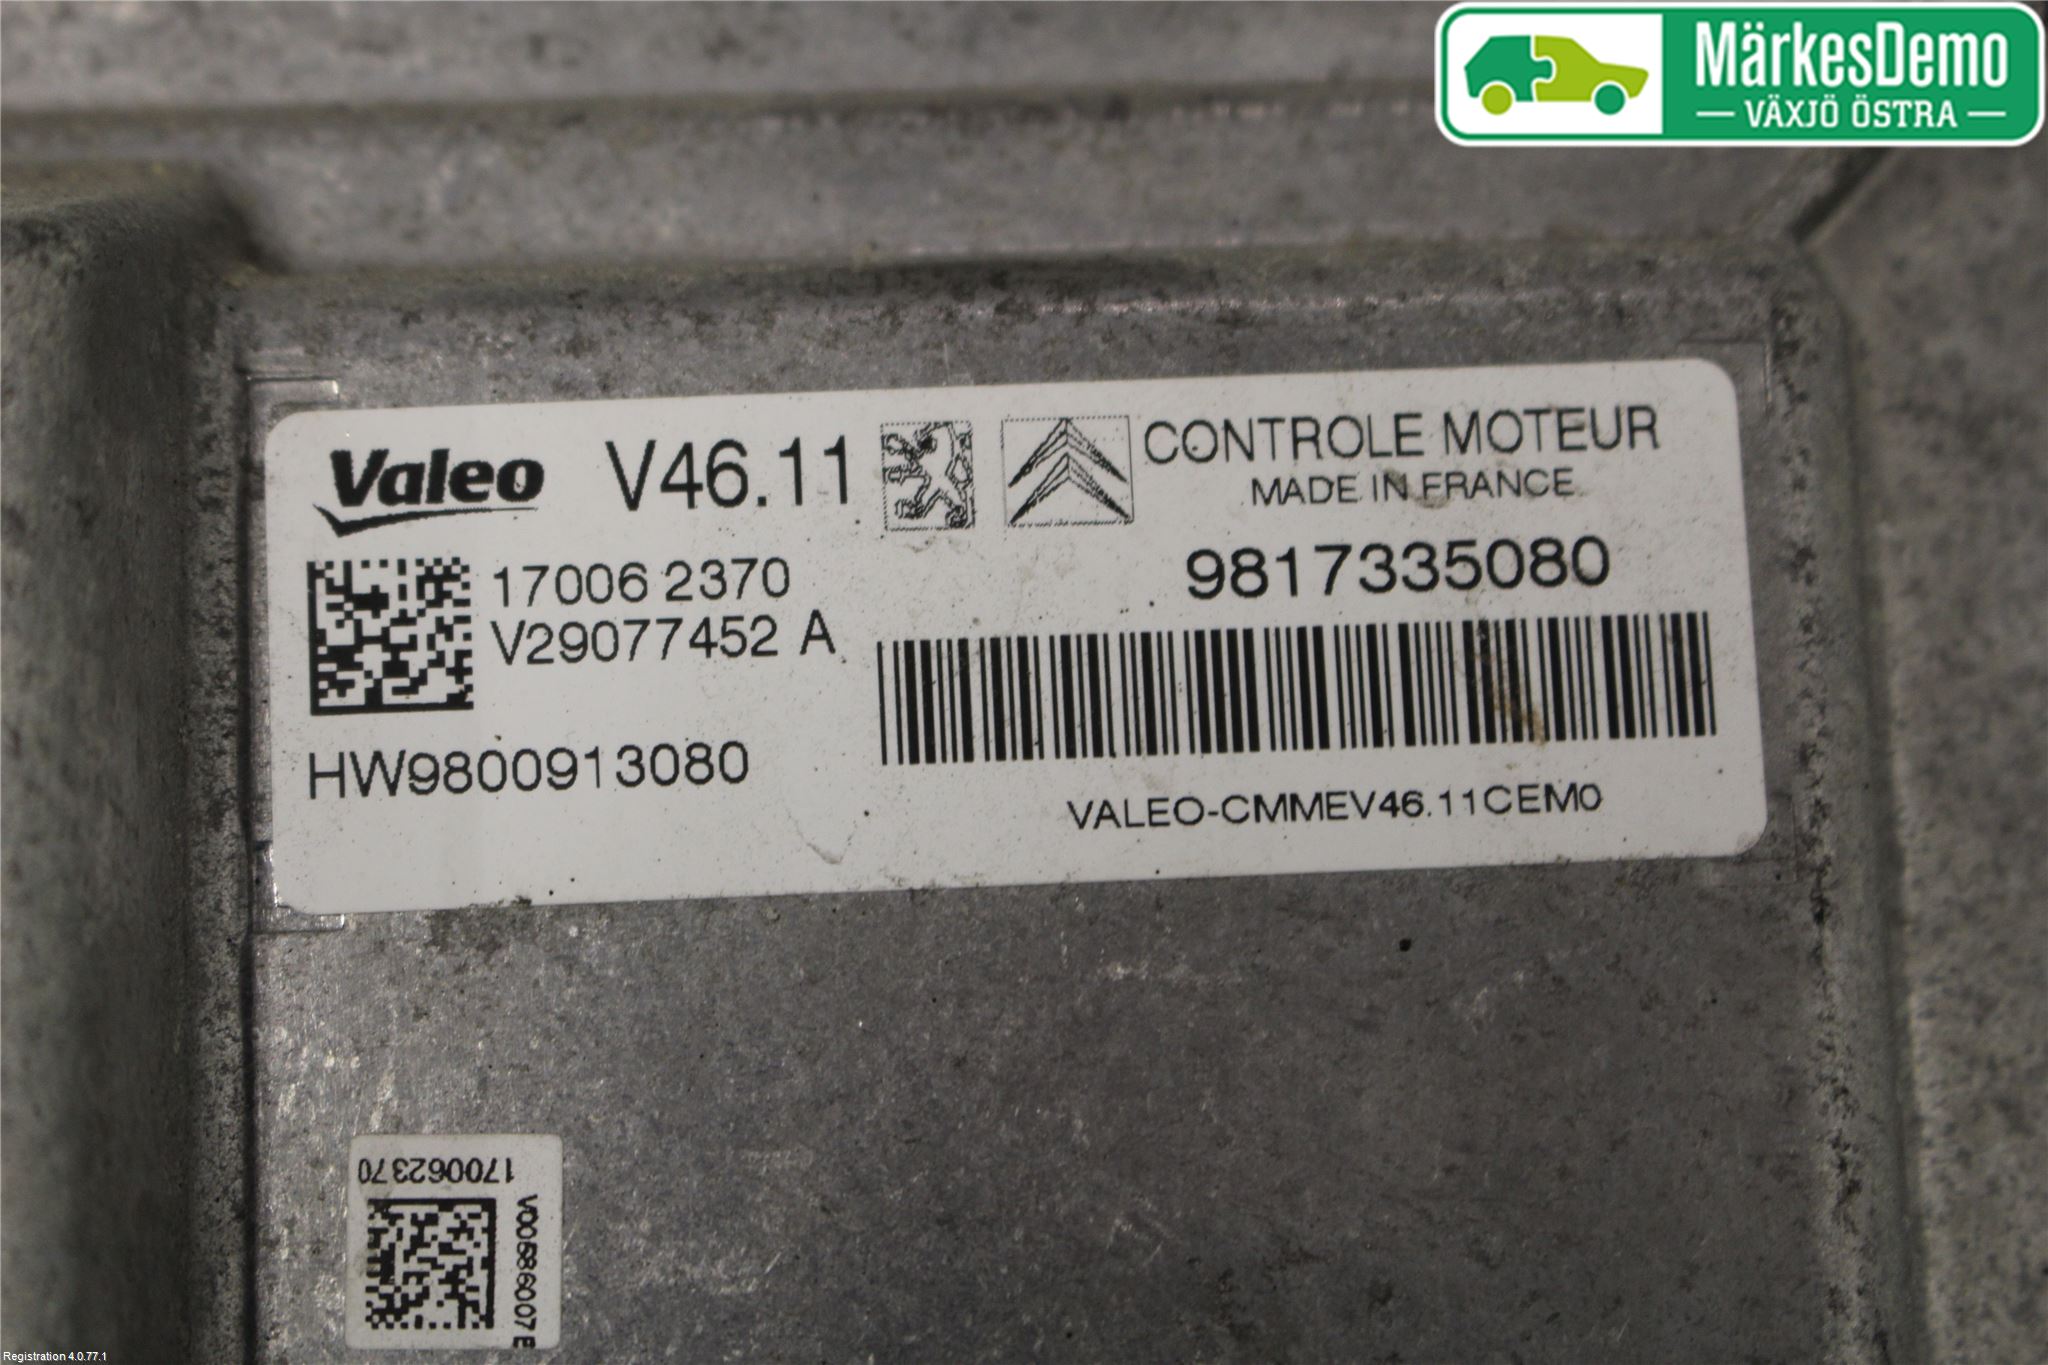 MärkesDemo
VÄXJÖ ÖSTRA
Valeo V46.11 CONTROLE MOTEUR
MADE IN FRANCE
17006 2370
V29077452 A
9817335080
HW9800913080
VALEO-CMMEV46.11CEM0
170062370
V00586007E
Registration 4.0.77.1